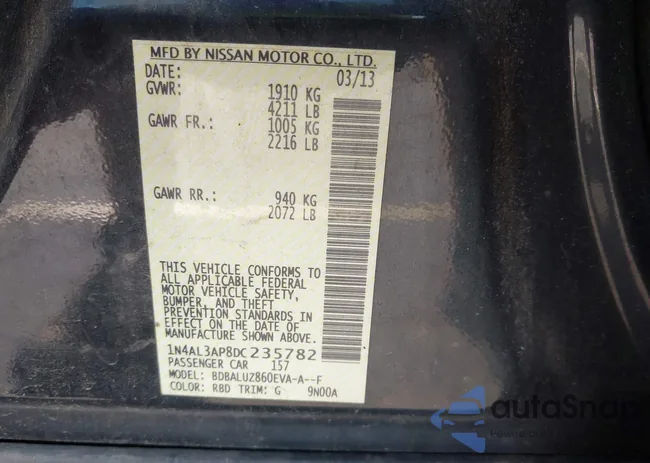 MFD BY NISSAN MOTOR CO., LTD.
DATE: 03/13
GVWR: 1910 KG
4211 LB
GAWR FR.: 1005 KG
2216 LB
GAWR RR.: 940 KG
2072 LB
THIS VEHICLE CONFORMS TO
ALL APPLICABLE FEDERAL
MOTOR VEHICLE SAFETY,
BUMPER, AND THEFT
PREVENTION STANDARDS IN
EFFECT ON THE DATE OF
MANUFACTURE SHOWN ABOVE.
1N4AL3AP8DC235782
PASSENGER CAR 157
MODEL: BDBALUZ860EVA-A--F
COLOR: RBD TRIM: G 9N00A
autoSnap